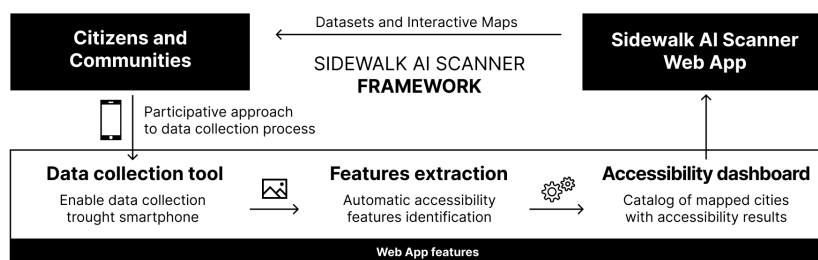 Datasets and Interactive Maps
Citizens and
Communities
SIDEWALK AI SCANNER
FRAMEWORK
Sidewalk AI Scanner
Web App
Participative approach
to data collection process
Data collection tool
Enable data collection
trought smartphone
Features extraction
Automatic accessibility
features identification
Accessibility dashboard
Catalog of mapped cities
with accessibility results
Web App features